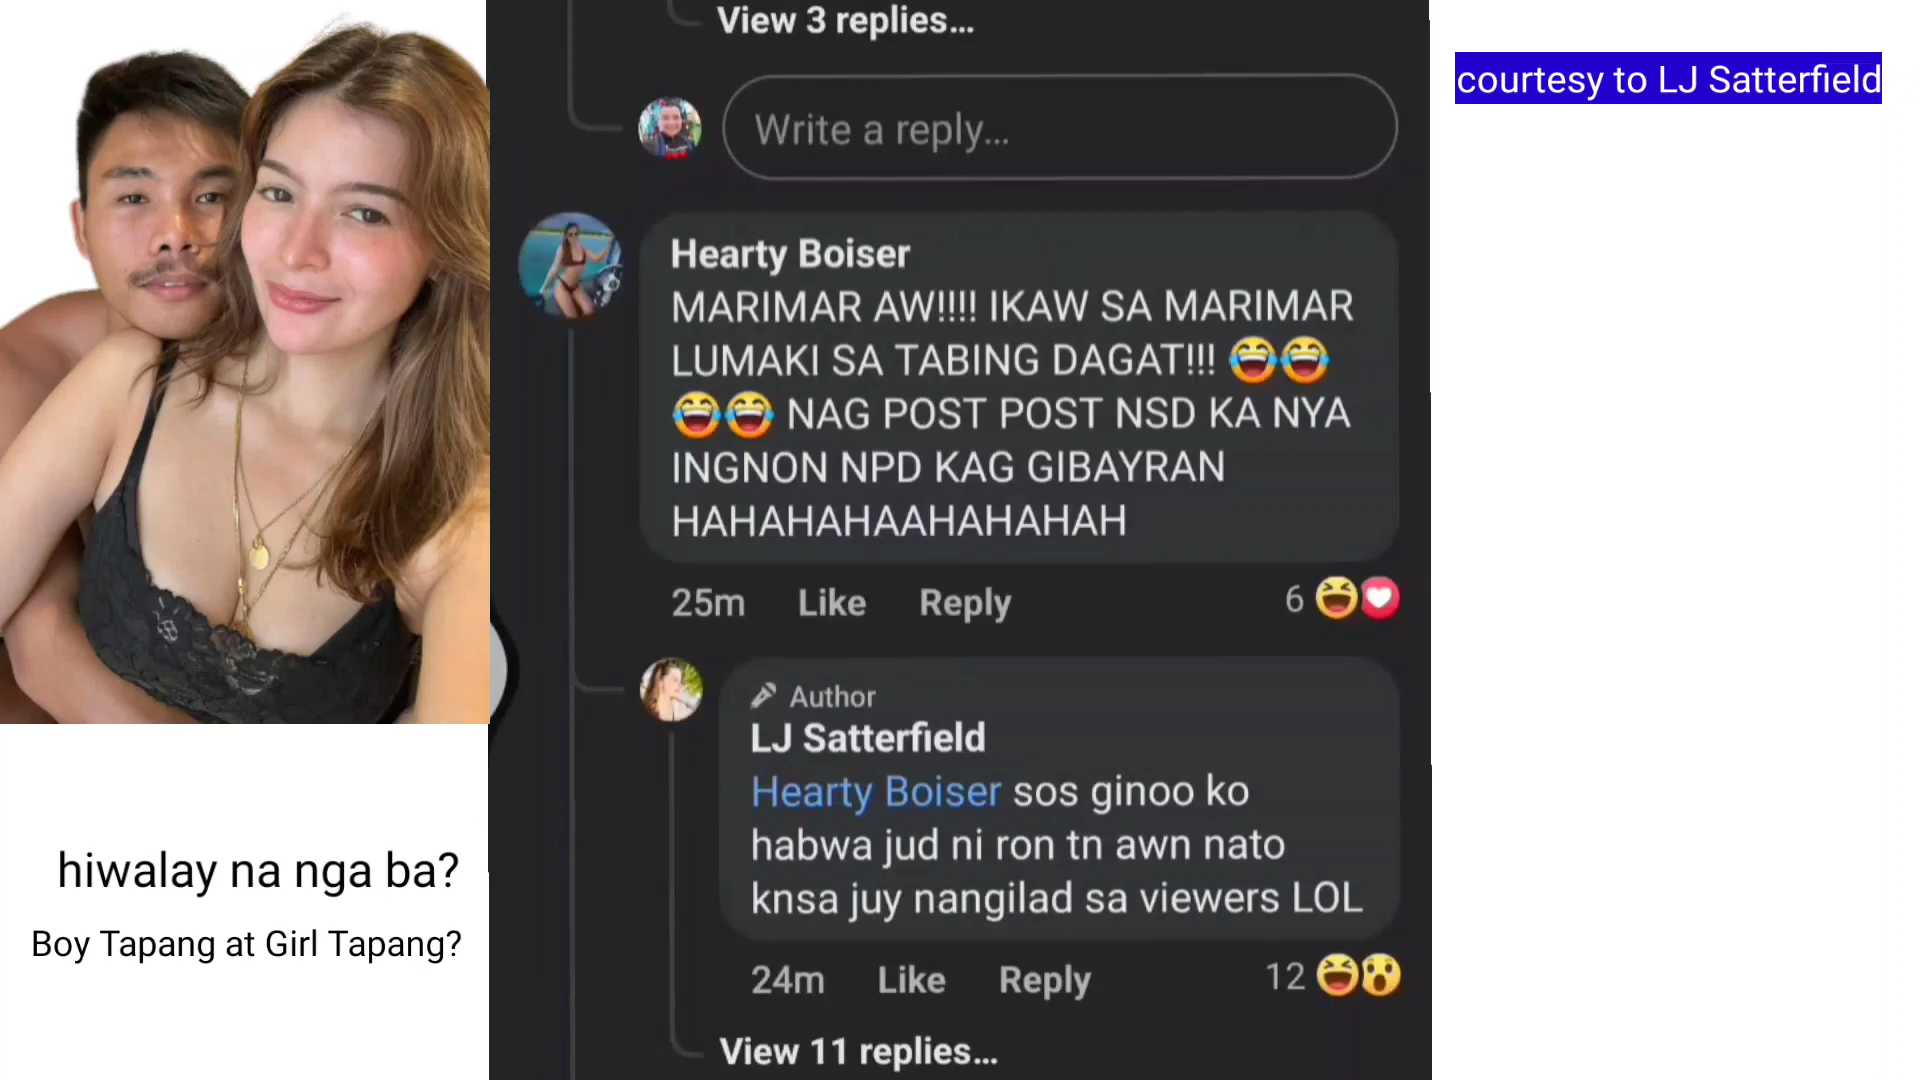 View 3 replies...
Write a reply...
Hearty Boiser
MARIMAR AW!!!! IKAW SA MARIMAR
LUMAKI SA TABING DAGAT!!! 😂😂
😂😂 NAG POST POST NSD KA NYA
INGNON NPD KAG GIBAYRAN
HAHAHAHAAHAHAHAH
25m Like Reply 6
Author
LJ Satterfield
Hearty Boiser sos ginoo ko
habwa jud ni ron tn awn nato
knsa juy nangilad sa viewers LOL
24m Like Reply 12
View 11 replies...
hiwalay na nga ba?
Boy Tapang at Girl Tapang?
courtesy to LJ Satterfield